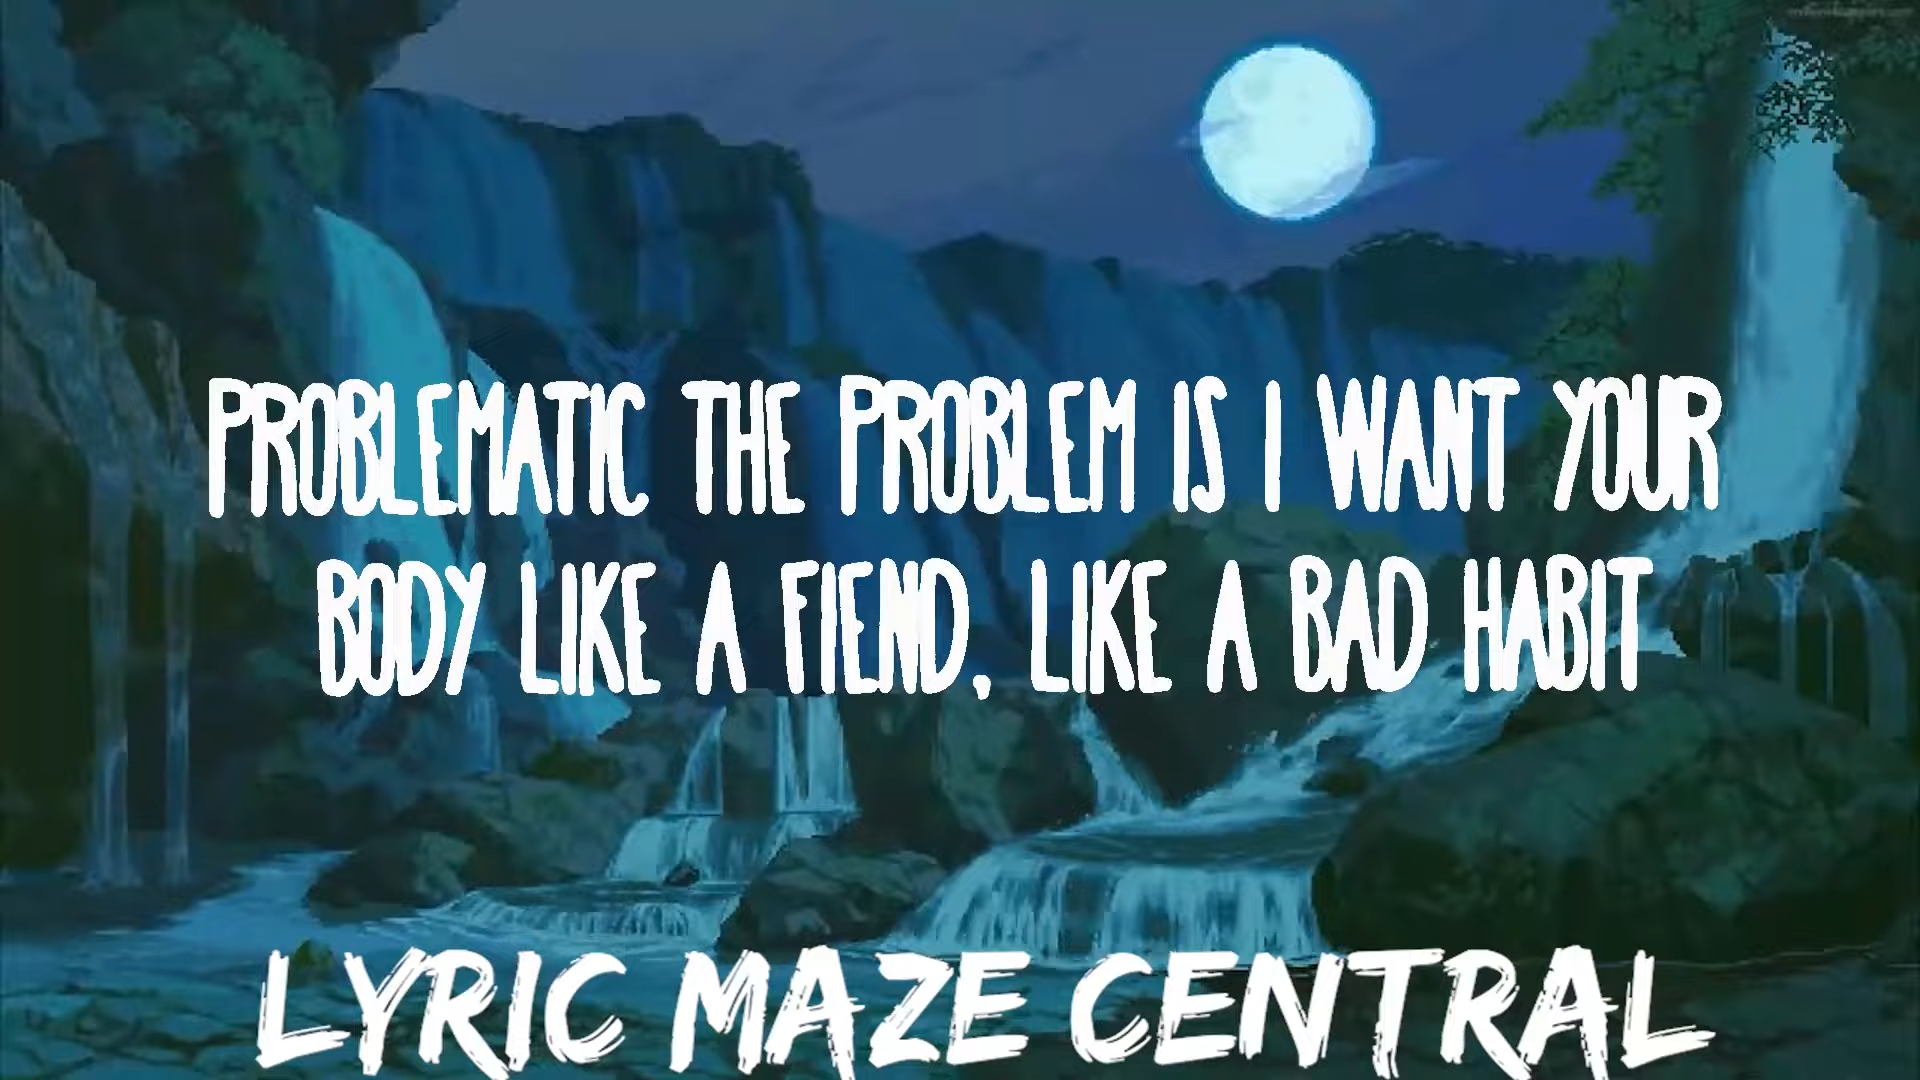 PROBLEMATIC THE PROBLEM IS I WANT YOUR
BODY LIKE A FIEND, LIKE A BAD HABIT
LYRIC MAZE CENTRAL